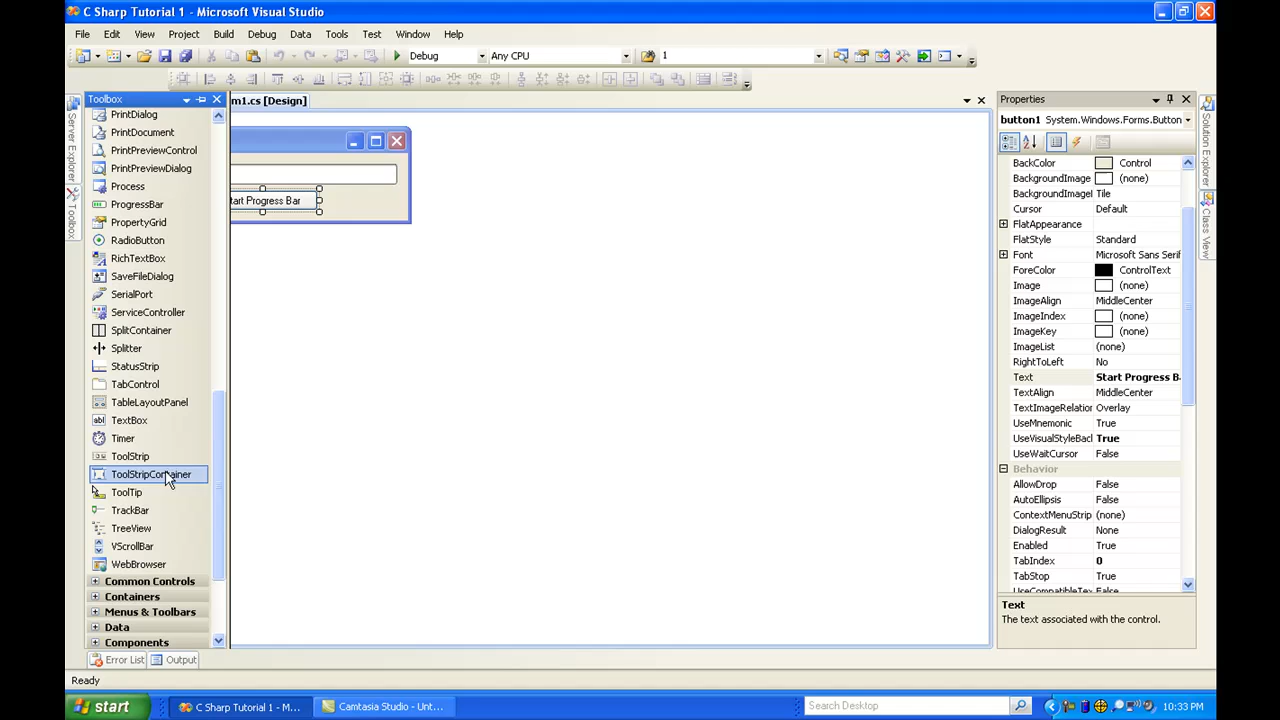 C Sharp Tutorial 1 - Microsoft Visual Studio
File Edit View Project Build Debug Data Tools Test Window Help
Debug Any CPU 1
Toolbox
PrintDialog
PrintDocument
PrintPreviewControl
PrintPreviewDialog
Process
ProgressBar
PropertyGrid
RadioButton
RichTextBox
SaveFileDialog
SerialPort
ServiceController
SplitContainer
Splitter
StatusStrip
TabControl
TableLayoutPanel
TextBox
Timer
ToolStrip
ToolStripContainer
ToolTip
TrackBar
TreeView
VScrollBar
WebBrowser
Common Controls
Containers
Menus & Toolbars
Data
Components
Server Explorer
Toolbox
m1.cs [Design]
tart Progress Bar
Properties
button1 System.Windows.Forms.Button
BackColor Control
BackgroundImage (none)
BackgroundImageI Tile
Cursor Default
FlatAppearance
FlatStyle Standard
Font Microsoft Sans Serif
ForeColor ControlText
Image (none)
ImageAlign MiddleCenter
ImageIndex (none)
ImageKey (none)
ImageList (none)
RightToLeft No
Text Start Progress B
TextAlign MiddleCenter
TextImageRelation Overlay
UseMnemonic True
UseVisualStyleBacl True
UseWaitCursor False
Behavior
AllowDrop False
AutoEllipsis False
ContextMenuStrip (none)
DialogResult None
Enabled True
TabIndex 0
TabStop True
UseCompatibleTex False
Text
The text associated with the control.
Solution Explorer
Class View
Error List Output
Ready
start C Sharp Tutorial 1 - M... Camtasia Studio - Unt... Search Desktop 10:33 PM